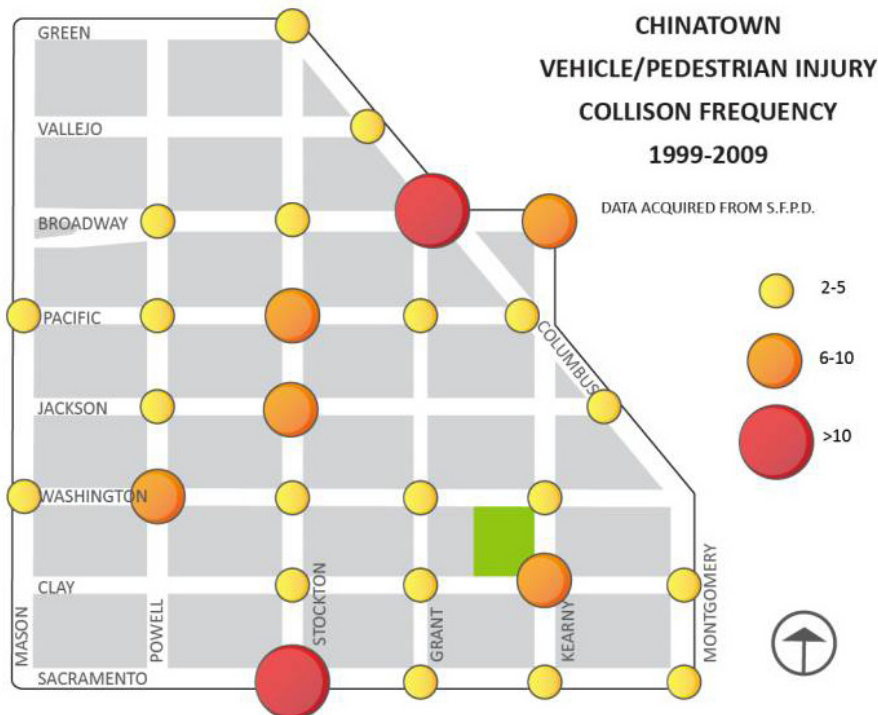 CHINATOWN
VEHICLE/PEDESTRIAN INJURY
COLLISON FREQUENCY
1999-2009
DATA ACQUIRED FROM S.F.P.D.
2-5
6-10
>10
GREEN
VALLEJO
BROADWAY
PACIFIC
COLUMBUS
JACKSON
WASHINGTON
CLAY
SACRAMENTO
MASON
POWELL
STOCKTON
GRANT
KEARNY
MONTGOMERY